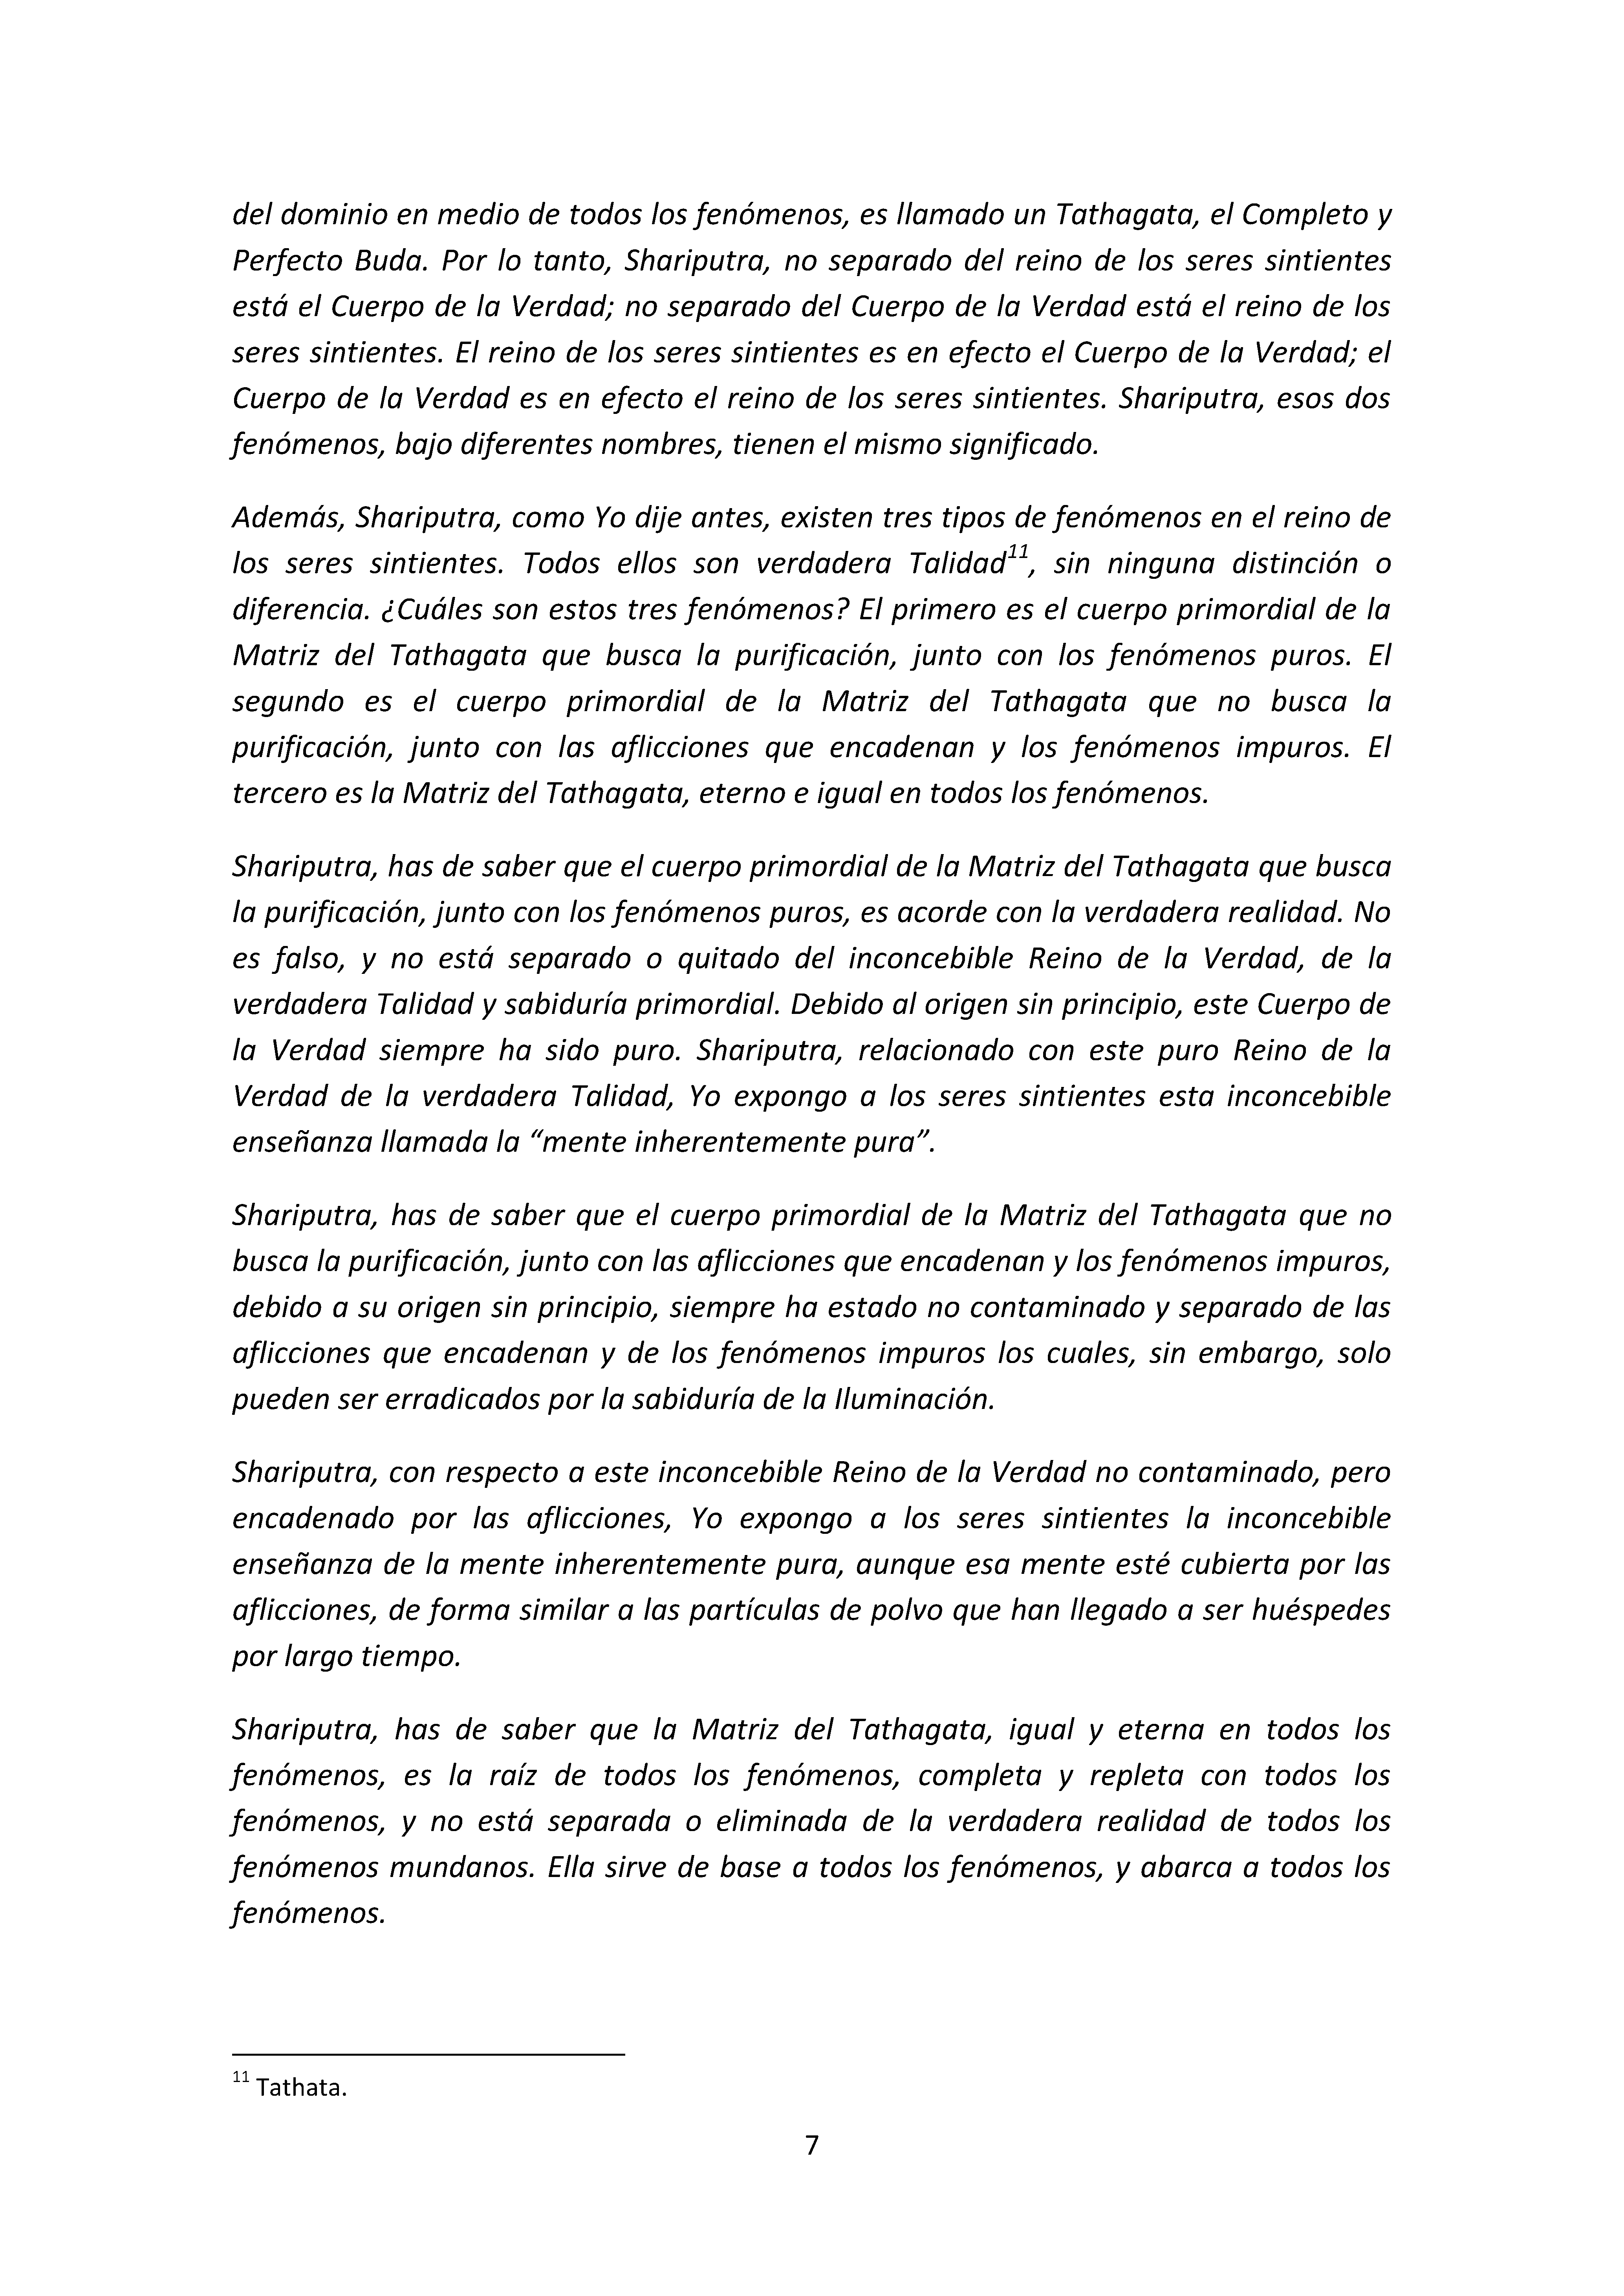 del dominio en medio de todos los fenómenos, es llamado un Tathagata, el Completo y
Perfecto Buda. Por lo tanto, Shariputra, no separado del reino de los seres sintientes
está el Cuerpo de la Verdad; no separado del Cuerpo de la Verdad está el reino de los
seres sintientes. El reino de los seres sintientes es en efecto el Cuerpo de la Verdad; el
Cuerpo de la Verdad es en efecto el reino de los seres sintientes. Shariputra, esos dos
fenómenos, bajo diferentes nombres, tienen el mismo significado.
Además, Shariputra, como Yo dije antes, existen tres tipos de fenómenos en el reino de
los seres sintientes. Todos ellos son verdadera Talidad11, sin ninguna distinción o
diferencia. ¿Cuáles son estos tres fenómenos? El primero es el cuerpo primordial de la
Matriz del Tathagata que busca la purificación, junto con los fenómenos puros. El
segundo es el cuerpo primordial de la Matriz del Tathagata que no busca la
purificación, junto con las aflicciones que encadenan y los fenómenos impuros. El
tercero es la Matriz del Tathagata, eterno e igual en todos los fenómenos.
Shariputra, has de saber que el cuerpo primordial de la Matriz del Tathagata que busca
la purificación, junto con los fenómenos puros, es acorde con la verdadera realidad. No
es falso, y no está separado o quitado del inconcebible Reino de la Verdad, de la
verdadera Talidad y sabiduría primordial. Debido al origen sin principio, este Cuerpo de
la Verdad siempre ha sido puro. Shariputra, relacionado con este puro Reino de la
Verdad de la verdadera Talidad, Yo expongo a los seres sintientes esta inconcebible
enseñanza llamada la “mente inherentemente pura”.
Shariputra, has de saber que el cuerpo primordial de la Matriz del Tathagata que no
busca la purificación, junto con las aflicciones que encadenan y los fenómenos impuros,
debido a su origen sin principio, siempre ha estado no contaminado y separado de las
aflicciones que encadenan y de los fenómenos impuros los cuales, sin embargo, solo
pueden ser erradicados por la sabiduría de la Iluminación.
Shariputra, con respecto a este inconcebible Reino de la Verdad no contaminado, pero
encadenado por las aflicciones, Yo expongo a los seres sintientes la inconcebible
enseñanza de la mente inherentemente pura, aunque esa mente esté cubierta por las
aflicciones, de forma similar a las partículas de polvo que han llegado a ser huéspedes
por largo tiempo.
Shariputra, has de saber que la Matriz del Tathagata, igual y eterna en todos los
fenómenos, es la raíz de todos los fenómenos, completa y repleta con todos los
fenómenos, y no está separada o eliminada de la verdadera realidad de todos los
fenómenos mundanos. Ella sirve de base a todos los fenómenos, y abarca a todos los
fenómenos.
11 Tathata.
7